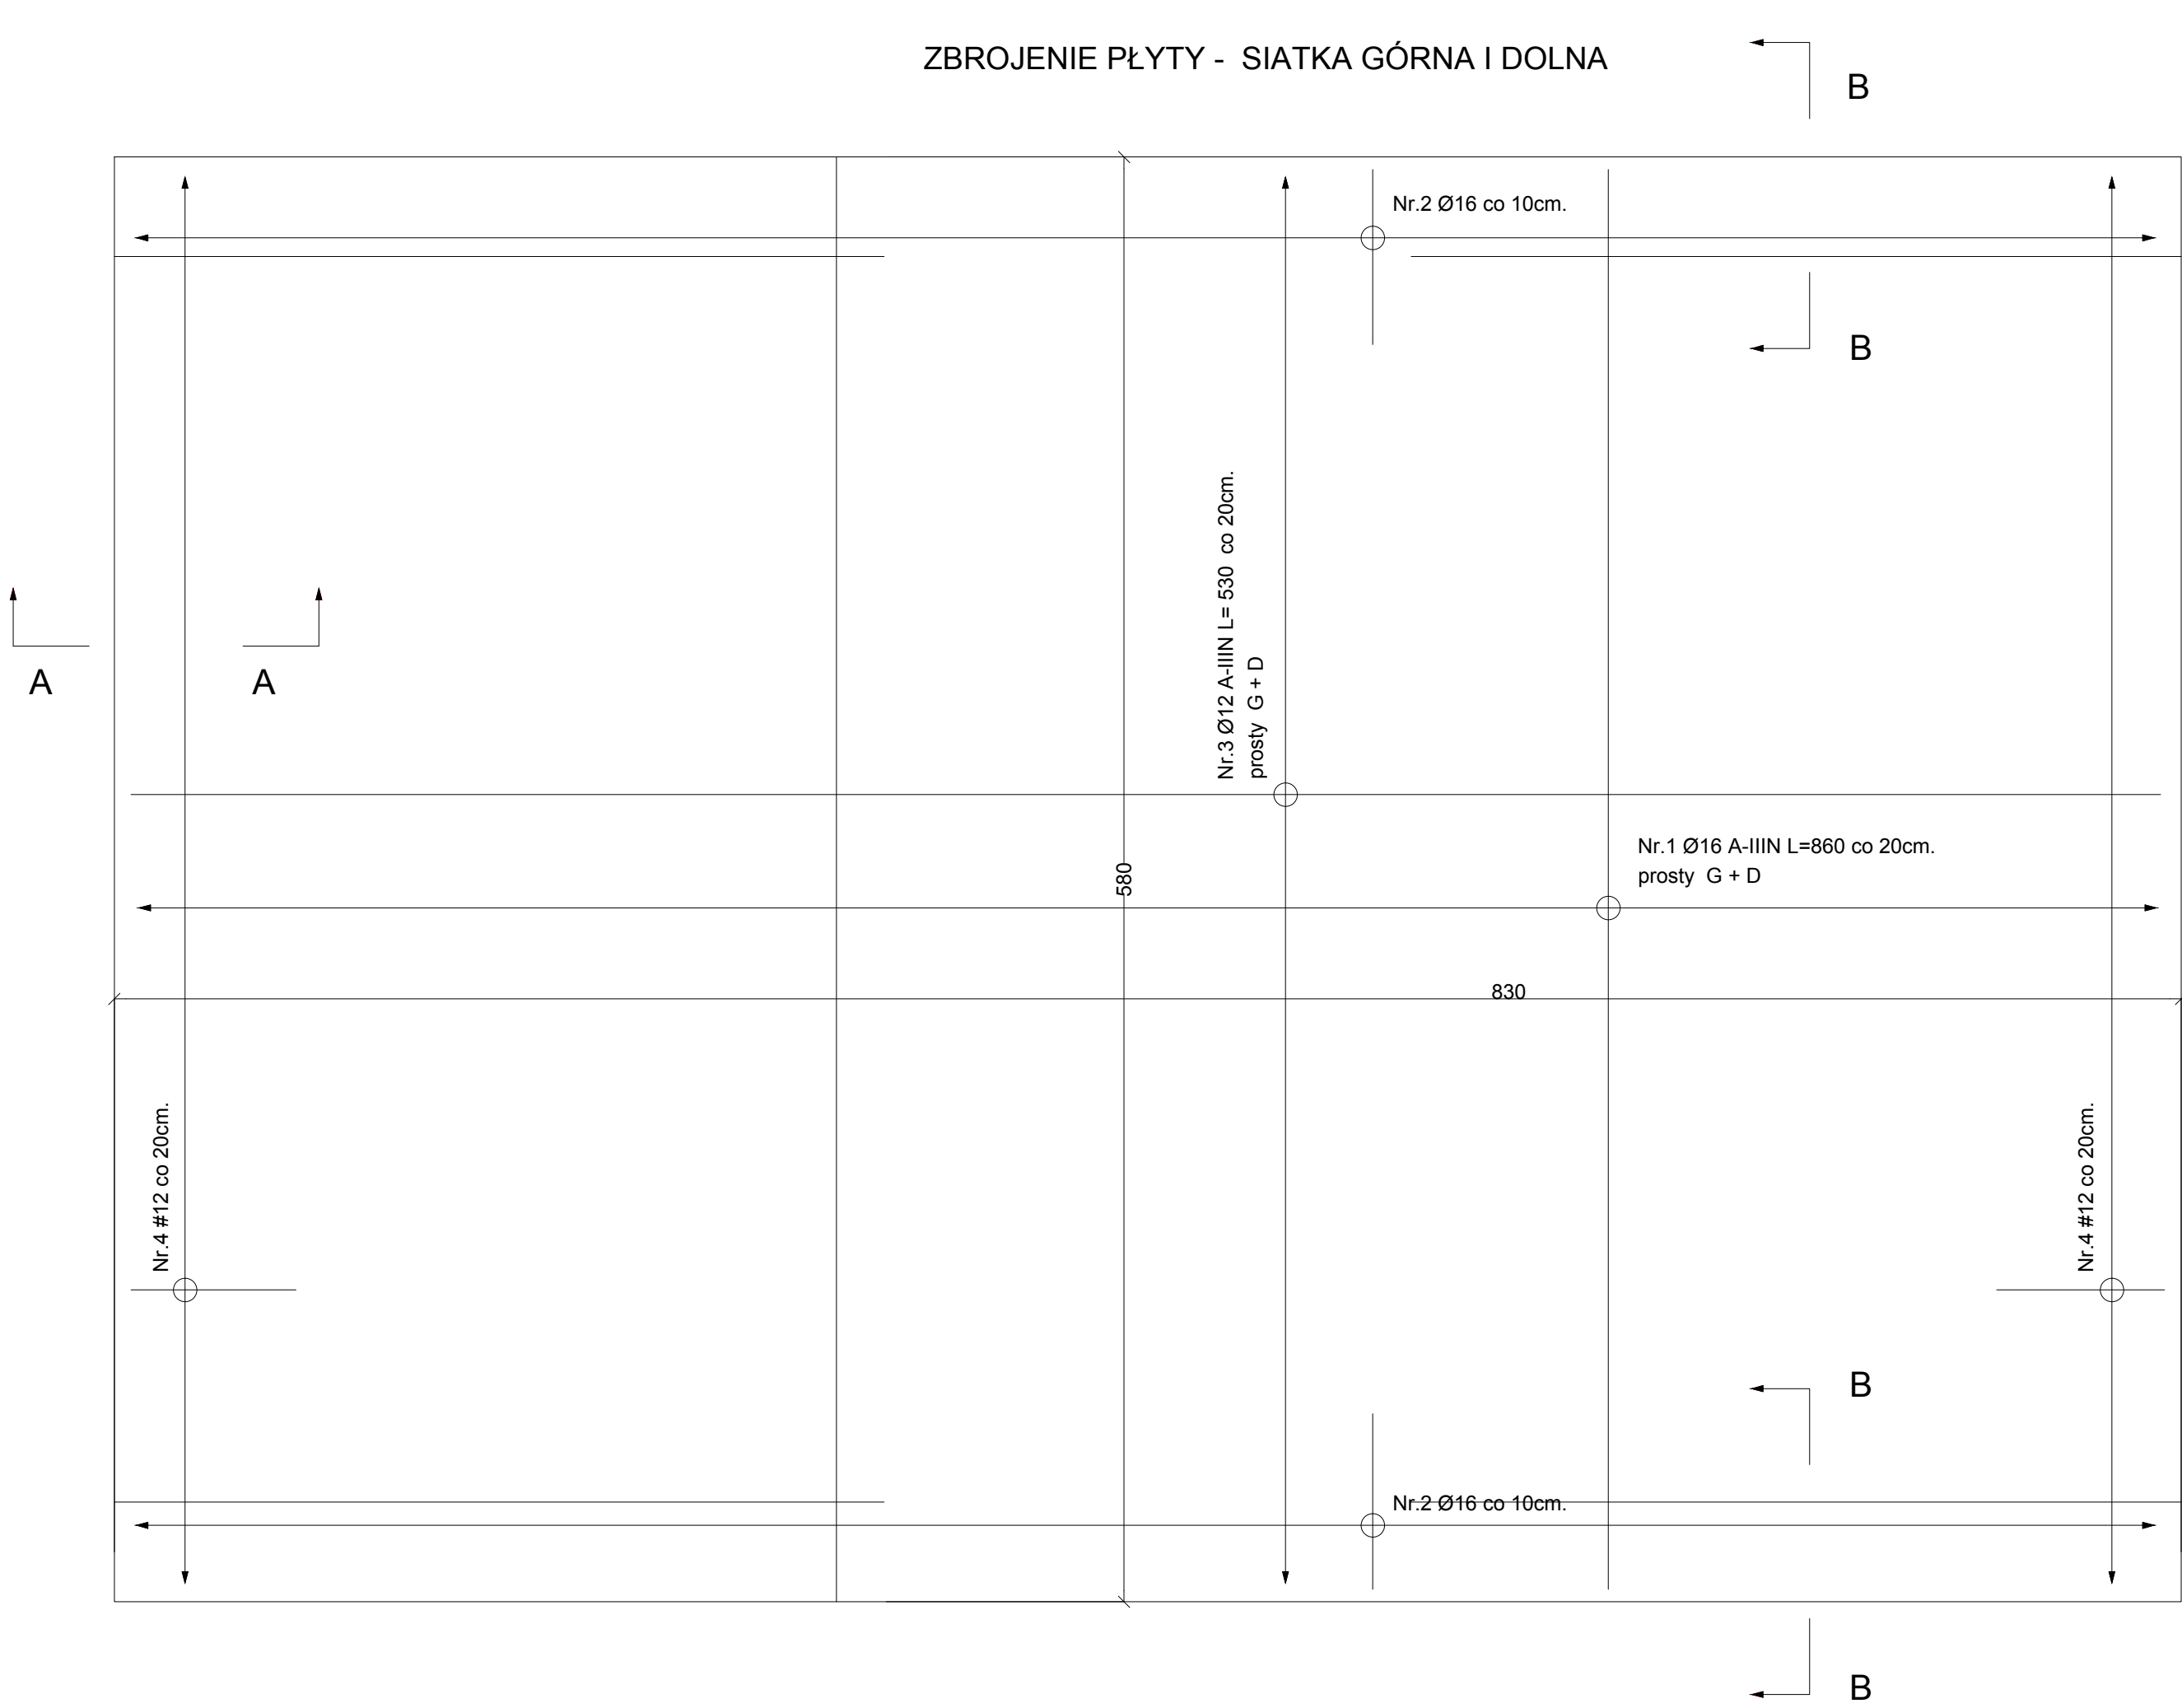 ZBROJENIE PŁYTY - SIATKA GÓRNA I DOLNA
B
Nr.2 Ø16 co 10cm.
B
Nr.3 Ø12 A-IIIN L= 530 co 20cm.
prosty G + D
A
A
Nr.1 Ø16 A-IIIN L=860 co 20cm.
prosty G + D
580
830
Nr.4 #12 co 20cm.
Nr.4 #12 co 20cm.
B
Nr.2 Ø16 co 10cm.
B